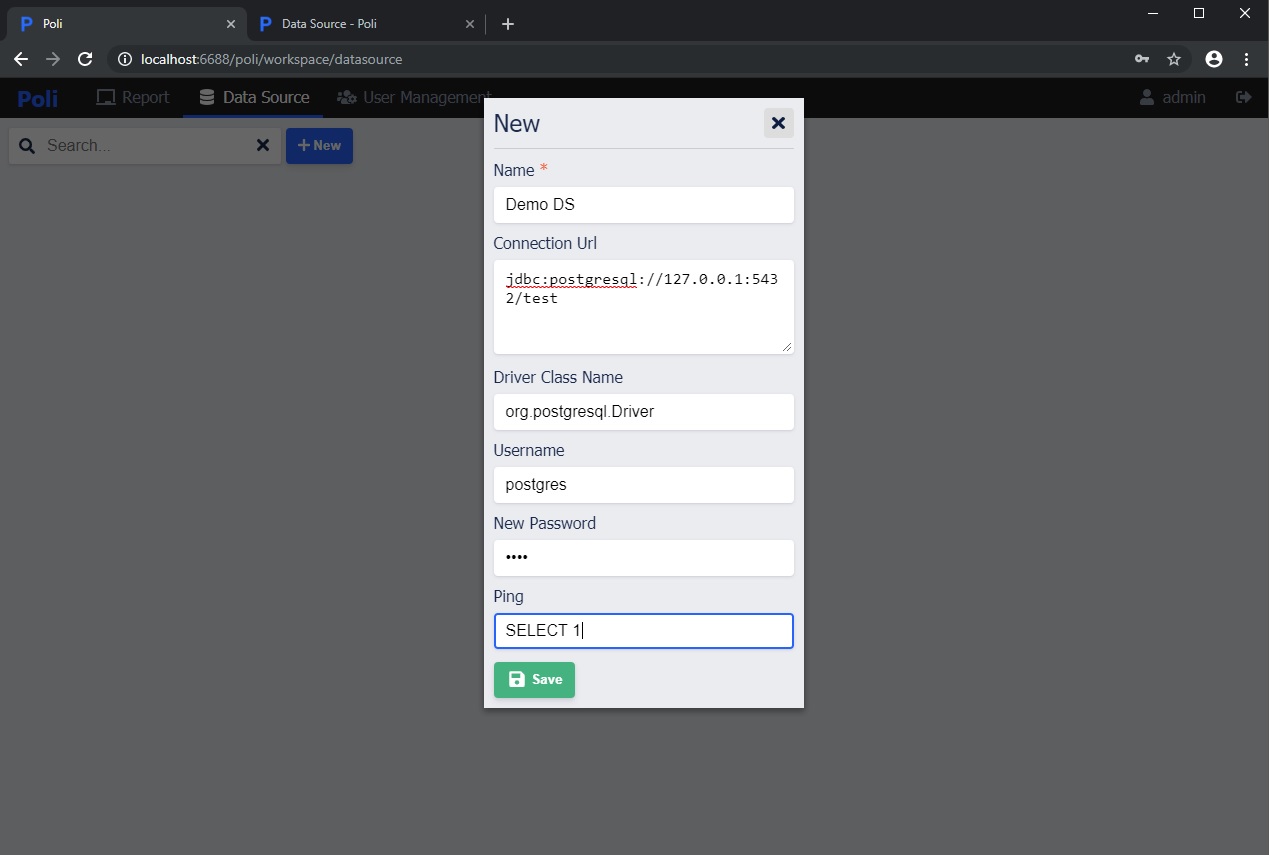 Poli
Data Source - Poli
localhost:6688/poli/workspace/datasource
Poli Report Data Source User Management admin
Search... New
New
Name *
Demo DS
Connection Url
jdbc:postgresql://127.0.0.1:543
2/test
Driver Class Name
org.postgresql.Driver
Username
postgres
New Password
••••
Ping
SELECT 1
Save